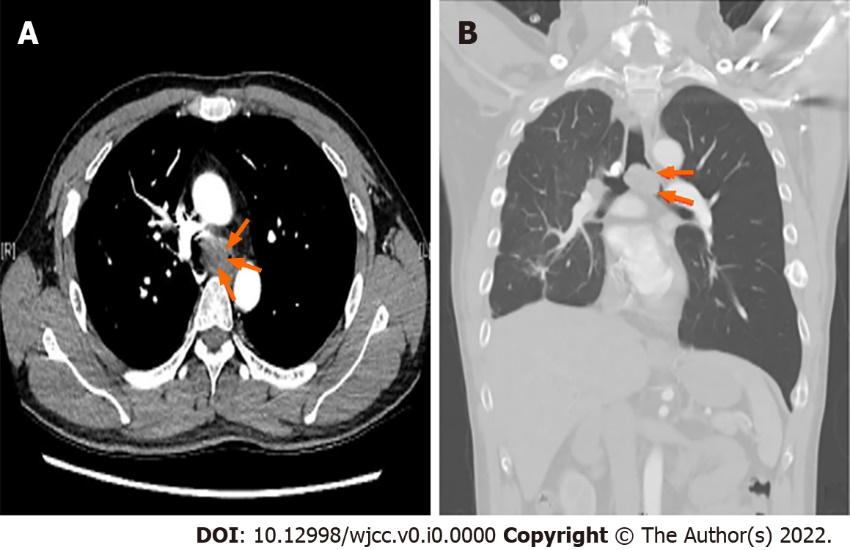 A
B
[R]
[L
DOI: 10.12998/wjcc.v0.i0.0000 Copyright © The Author(s) 2022.